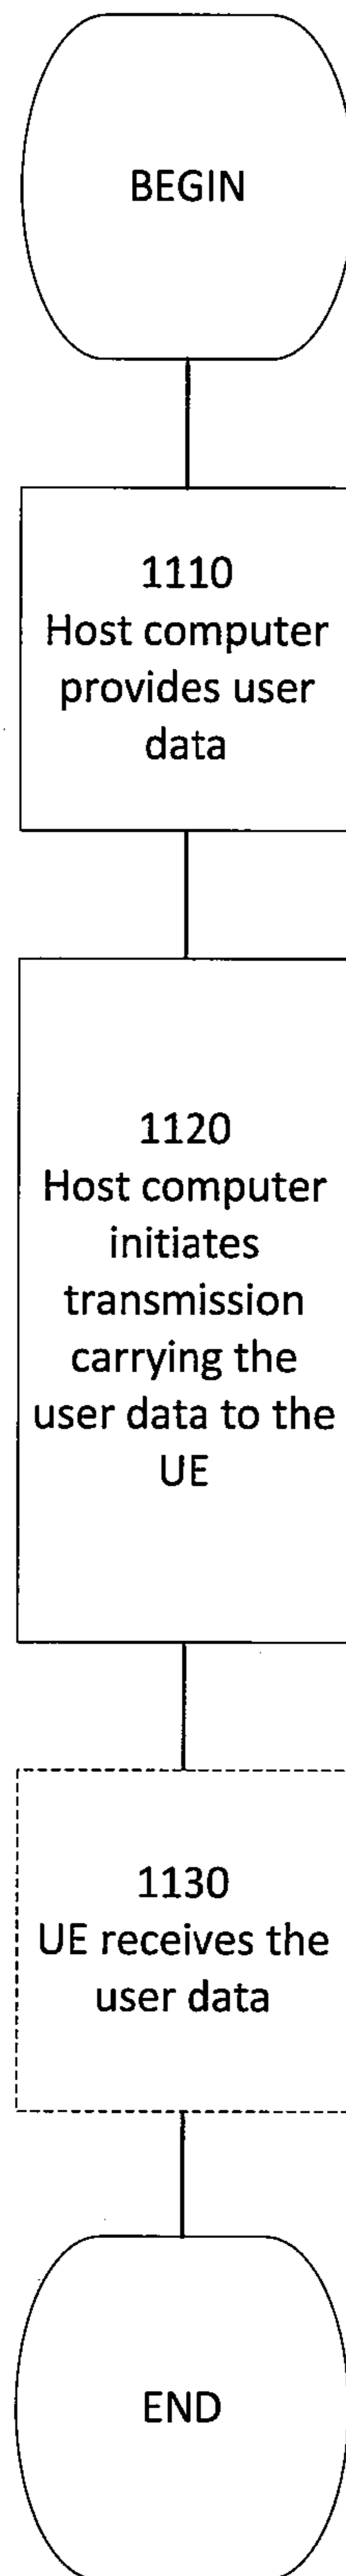 BEGIN
1110
Host computer
provides user
data
1120
Host computer
initiates
transmission
carrying the
user data to the
UE
1130
UE receives the
user data
END